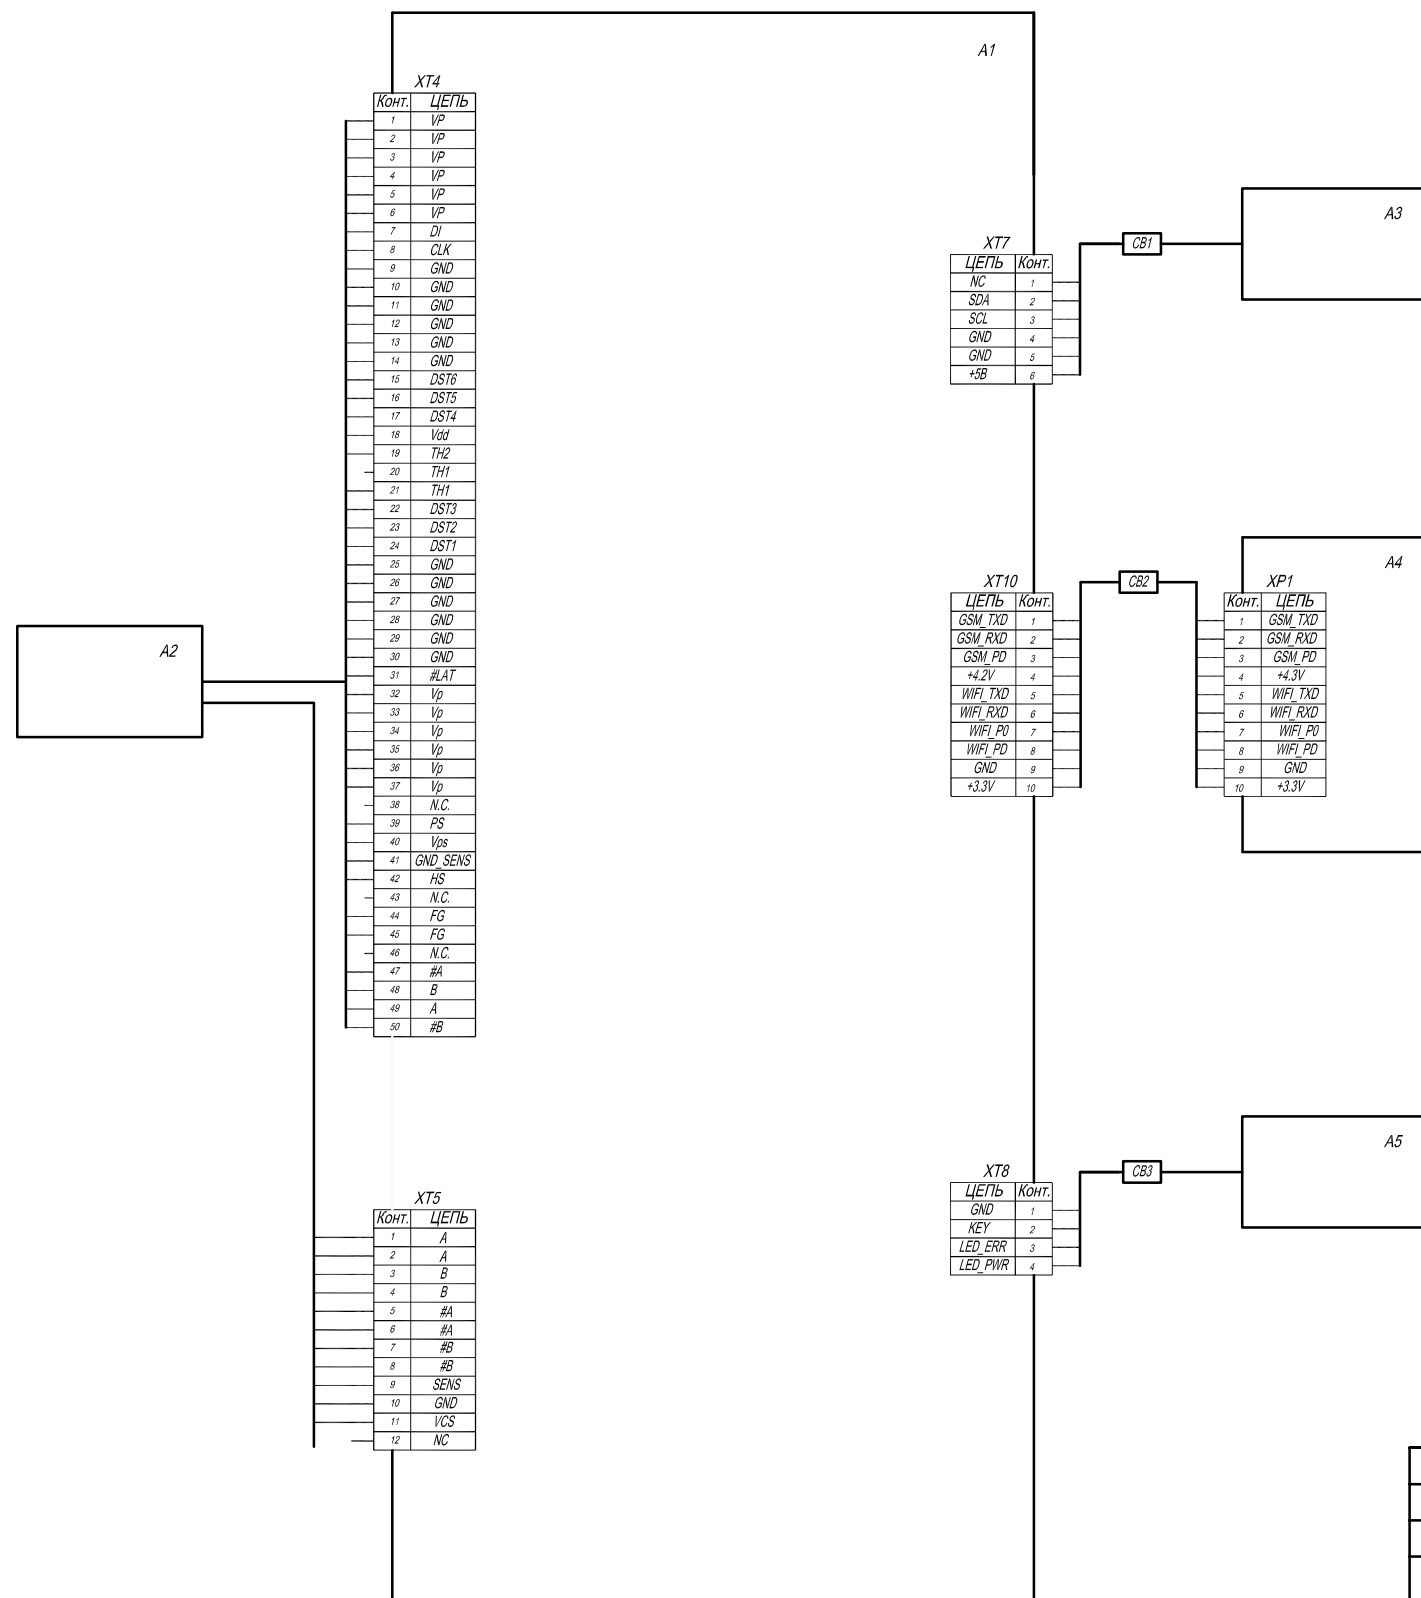 A1
XT4
Конт. ЦЕПЬ
1 VP
2 VP
3 VP
4 VP
5 VP
6 VP
7 DI
8 CLK
9 GND
10 GND
11 GND
12 GND
13 GND
14 GND
15 DST6
16 DST5
17 DST4
18 Vdd
19 TH2
20 TH1
21 TH1
22 DST3
23 DST2
24 DST1
25 GND
26 GND
27 GND
28 GND
29 GND
30 GND
31 #LAT
32 Vp
33 Vp
34 Vp
35 Vp
36 Vp
37 Vp
38 N.C.
39 PS
40 Vps
41 GND_SENS
42 HS
43 N.C.
44 FG
45 FG
46 N.C.
47 #A
48 B
49 A
50 #B
A2
XT5
Конт. ЦЕПЬ
1 A
2 A
3 B
4 B
5 #A
6 #A
7 #B
8 #B
9 SENS
10 GND
11 VCS
12 NC
XT7
ЦЕПЬ Конт.
NC 1
SDA 2
SCL 3
GND 4
GND 5
+5В 6
СВ1
A3
XT10
ЦЕПЬ Конт.
GSM_TXD 1
GSM_RXD 2
GSM_PD 3
+4.2V 4
WIFI_TXD 5
WIFI_RXD 6
WIFI_P0 7
WIFI_PD 8
GND 9
+3.3V 10
СВ2
A4
XP1
Конт. ЦЕПЬ
1 GSM_TXD
2 GSM_RXD
3 GSM_PD
4 +4.3V
5 WIFI_TXD
6 WIFI_RXD
7 WIFI_P0
8 WIFI_PD
9 GND
10 +3.3V
XT8
ЦЕПЬ Конт.
GND 1
KEY 2
LED_ERR 3
LED_PWR 4
СВ3
A5